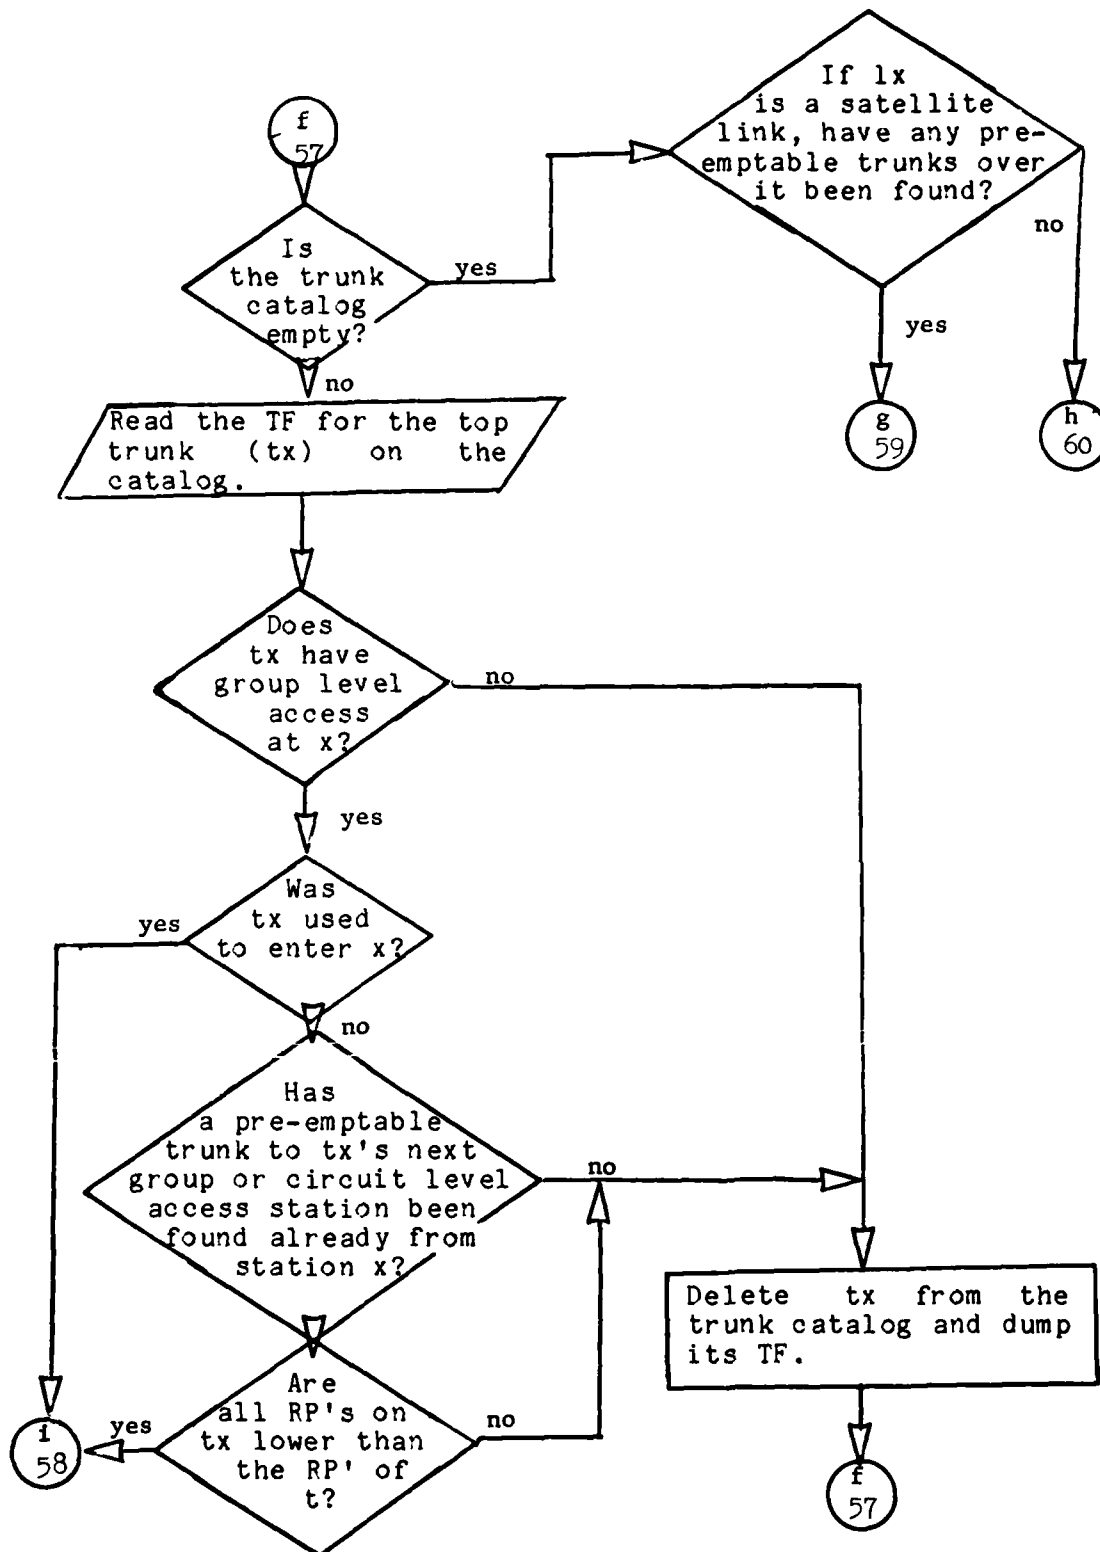 f
57
If lx
is a satellite
link, have any pre-
emptable trunks over
it been found?
no
yes
g
59
h
60
Is
the trunk
catalog
empty?
yes
no
Read the TF for the top
trunk (tx) on the
catalog.
Does
tx have
group level
access
at x?
no
yes
Was
tx used
to enter x?
yes
no
Has
a pre-emptable
trunk to tx's next
group or circuit level
access station been
found already from
station x?
no
Delete tx from the
trunk catalog and dump
its TF.
f
57
Are
all RP's on
tx lower than
the RP' of
t?
yes
no
i
58